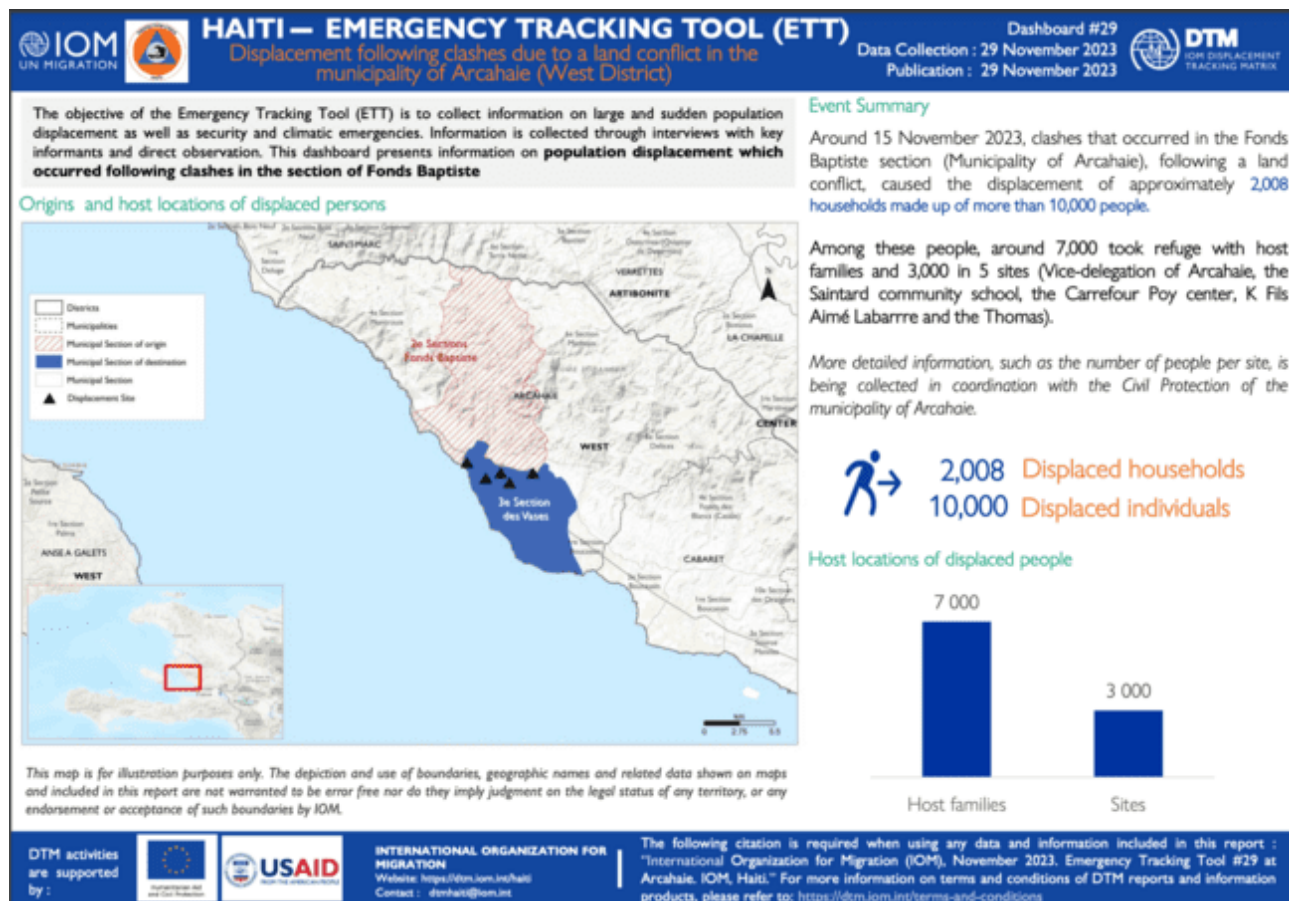 IOM
UN MIGRATION
HAITI — EMERGENCY TRACKING TOOL (ETT)
Displacement following clashes due to a land conflict in the
municipality of Arcahaie (West District)
Dashboard #29
Data Collection : 29 November 2023
Publication : 29 November 2023
DTM
IOM DISPLACEMENT
TRACKING MATRIX
The objective of the Emergency Tracking Tool (ETT) is to collect information on large and sudden population
displacement as well as security and climatic emergencies. Information is collected through interviews with key
informants and direct observation. This dashboard presents information on population displacement which
occurred following clashes in the section of Fonds Baptiste
Origins and host locations of displaced persons
SAINT-MARC
VERRETTES
ARTIBONITE
LA CHAPELLE
N
Districts
Municipalities
Municipal Section of origin
Municipal Section of destination
Municipal Section
Displacement Site
2e Sections
Fonds Baptiste
ARCAHAIE
CENTER
WEST
3e Section
des Vases
CABARET
ANSE A GALETS
WEST
0 2.75 5.5
This map is for illustration purposes only. The depiction and use of boundaries, geographic names and related data shown on maps
and included in this report are not warranted to be error free nor do they imply judgment on the legal status of any territory, or any
endorsement or acceptance of such boundaries by IOM.
Event Summary
Around 15 November 2023, clashes that occurred in the Fonds
Baptiste section (Municipality of Arcahaie), following a land
conflict, caused the displacement of approximately 2,008
households made up of more than 10,000 people.
Among these people, around 7,000 took refuge with host
families and 3,000 in 5 sites (Vice-delegation of Arcahaie, the
Saintard community school, the Carrefour Poy center, K Fils
Aimé Labarrre and the Thomas).
More detailed information, such as the number of people per site, is
being collected in coordination with the Civil Protection of the
municipality of Arcahaie.
2,008 Displaced households
10,000 Displaced individuals
Host locations of displaced people
7 000
3 000
Host families
Sites
DTM activities
are supported
by :
Humanitarian Aid
and Civil Protection
USAID
FROM THE AMERICAN PEOPLE
INTERNATIONAL ORGANIZATION FOR
MIGRATION
Website: https://dtm.iom.int/haiti
Contact : dtmhaiti@iom.int
The following citation is required when using any data and information included in this report :
"International Organization for Migration (IOM), November 2023. Emergency Tracking Tool #29 at
Arcahaie. IOM, Haiti." For more information on terms and conditions of DTM reports and information
products, please refer to: https://dtm.iom.int/terms-and-conditions